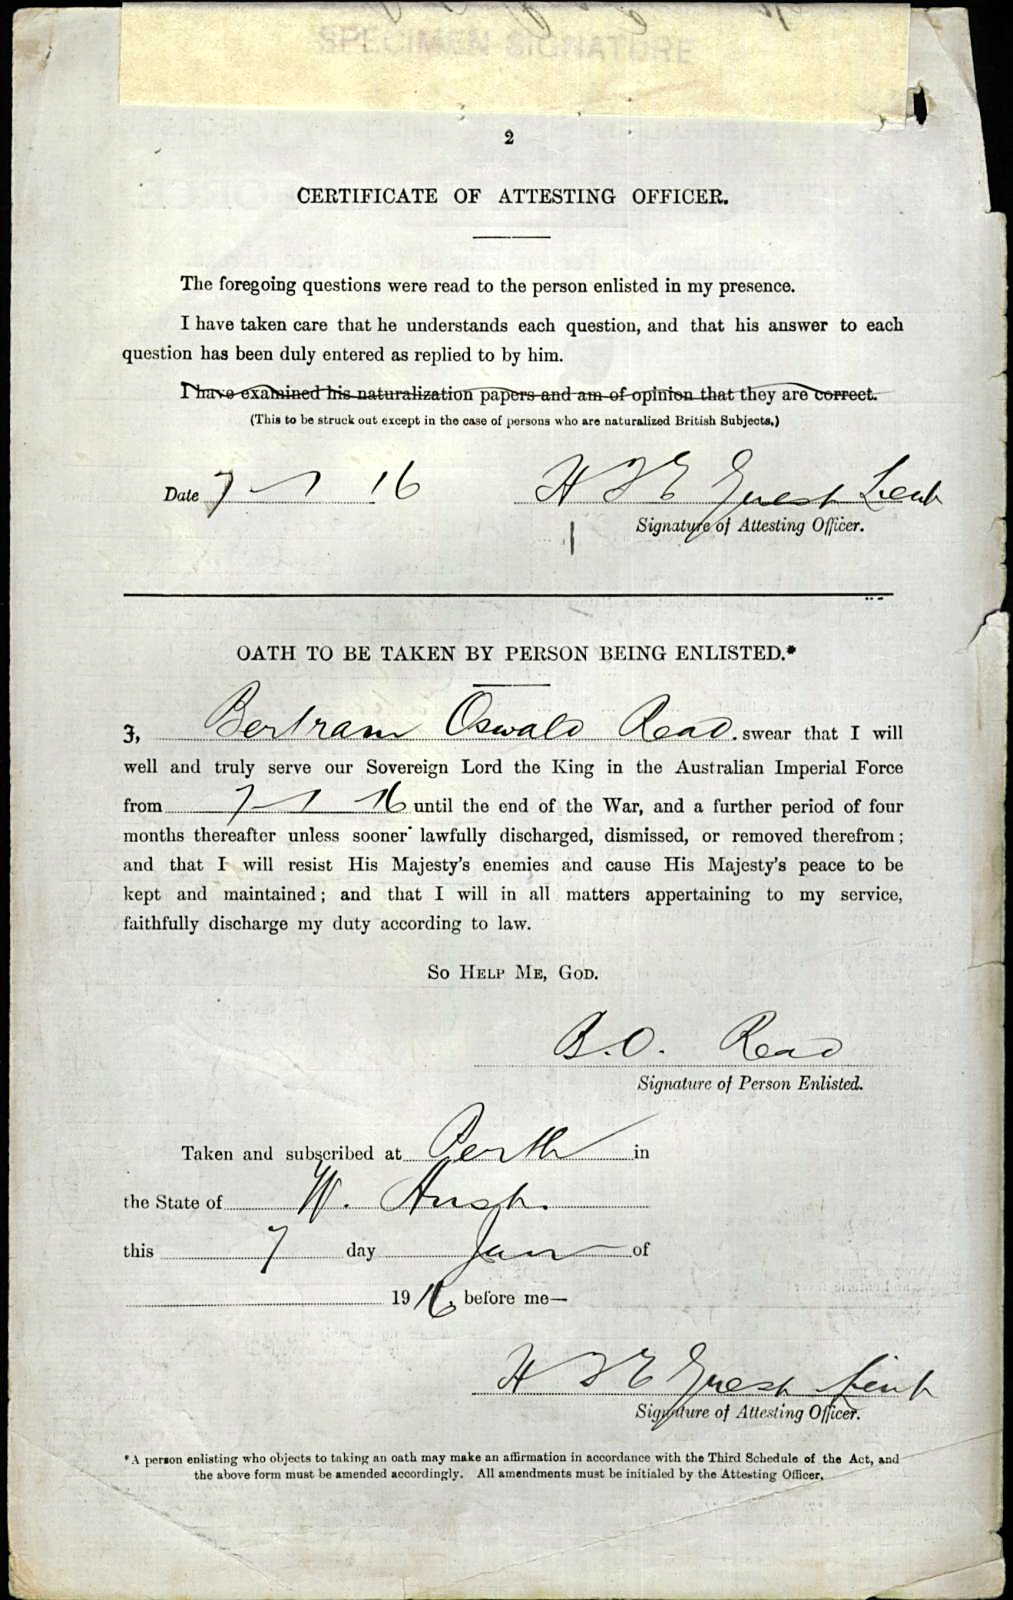 SPECIMEN SIGNATURE
2
CERTIFICATE OF ATTESTING OFFICER.
The foregoing questions were read to the person enlisted in my presence.
I have taken care that he understands each question, and that his answer to each
question has been duly entered as replied to by him.
I have examined his naturalization papers and am of opinion that they are correct.
(This to be struck out except in the case of persons who are naturalized British Subjects.)
Date 7-1 16 H F E Guest Lieut
Signature of Attesting Officer.
OATH TO BE TAKEN BY PERSON BEING ENLISTED.*
I, Bertram Oswald Read. swear that I will
well and truly serve our Sovereign Lord the King in the Australian Imperial Force
from 7-1 16 until the end of the War, and a further period of four
months thereafter unless sooner lawfully discharged, dismissed, or removed therefrom;
and that I will resist His Majesty's enemies and cause His Majesty's peace to be
kept and maintained; and that I will in all matters appertaining to my service,
faithfully discharge my duty according to law.
So Help Me, God.
B.O. Read
Signature of Person Enlisted.
Taken and subscribed at Perth in
the State of W. Aust.
this 7 day Jan of
1916. before me—
H F E Guest Lieut
Signature of Attesting Officer.
*A person enlisting who objects to taking an oath may make an affirmation in accordance with the Third Schedule of the Act, and
the above form must be amended accordingly. All amendments must be initialed by the Attesting Officer.